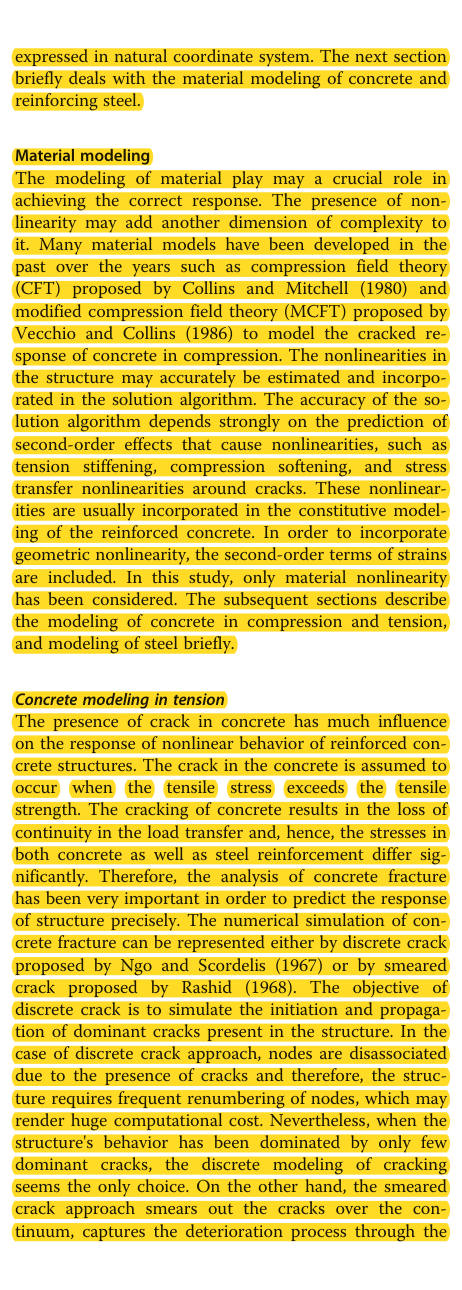 expressed in natural coordinate system. The next section
briefly deals with the material modeling of concrete and
reinforcing steel.
Material modeling
The modeling of material play may a crucial role in
achieving the correct response. The presence of non-
linearity may add another dimension of complexity to
it. Many material models have been developed in the
past over the years such as compression field theory
(CFT) proposed by Collins and Mitchell (1980) and
modified compression field theory (MCFT) proposed by
Vecchio and Collins (1986) to model the cracked re-
sponse of concrete in compression. The nonlinearities in
the structure may accurately be estimated and incorpo-
rated in the solution algorithm. The accuracy of the so-
lution algorithm depends strongly on the prediction of
second-order effects that cause nonlinearities, such as
tension stiffening, compression softening, and stress
transfer nonlinearities around cracks. These nonlinear-
ities are usually incorporated in the constitutive model-
ing of the reinforced concrete. In order to incorporate
geometric nonlinearity, the second-order terms of strains
are included. In this study, only material nonlinearity
has been considered. The subsequent sections describe
the modeling of concrete in compression and tension,
and modeling of steel briefly.
Concrete modeling in tension
The presence of crack in concrete has much influence
on the response of nonlinear behavior of reinforced con-
crete structures. The crack in the concrete is assumed to
occur when the tensile stress exceeds the tensile
strength. The cracking of concrete results in the loss of
continuity in the load transfer and, hence, the stresses in
both concrete as well as steel reinforcement differ sig-
nificantly. Therefore, the analysis of concrete fracture
has been very important in order to predict the response
of structure precisely. The numerical simulation of con-
crete fracture can be represented either by discrete crack
proposed by Ngo and Scordelis (1967) or by smeared
crack proposed by Rashid (1968). The objective of
discrete crack is to simulate the initiation and propaga-
tion of dominant cracks present in the structure. In the
case of discrete crack approach, nodes are disassociated
due to the presence of cracks and therefore, the struc-
ture requires frequent renumbering of nodes, which may
render huge computational cost. Nevertheless, when the
structure's behavior has been dominated by only few
dominant cracks, the discrete modeling of cracking
seems the only choice. On the other hand, the smeared
crack approach smears out the cracks over the con-
tinuum, captures the deterioration process through the